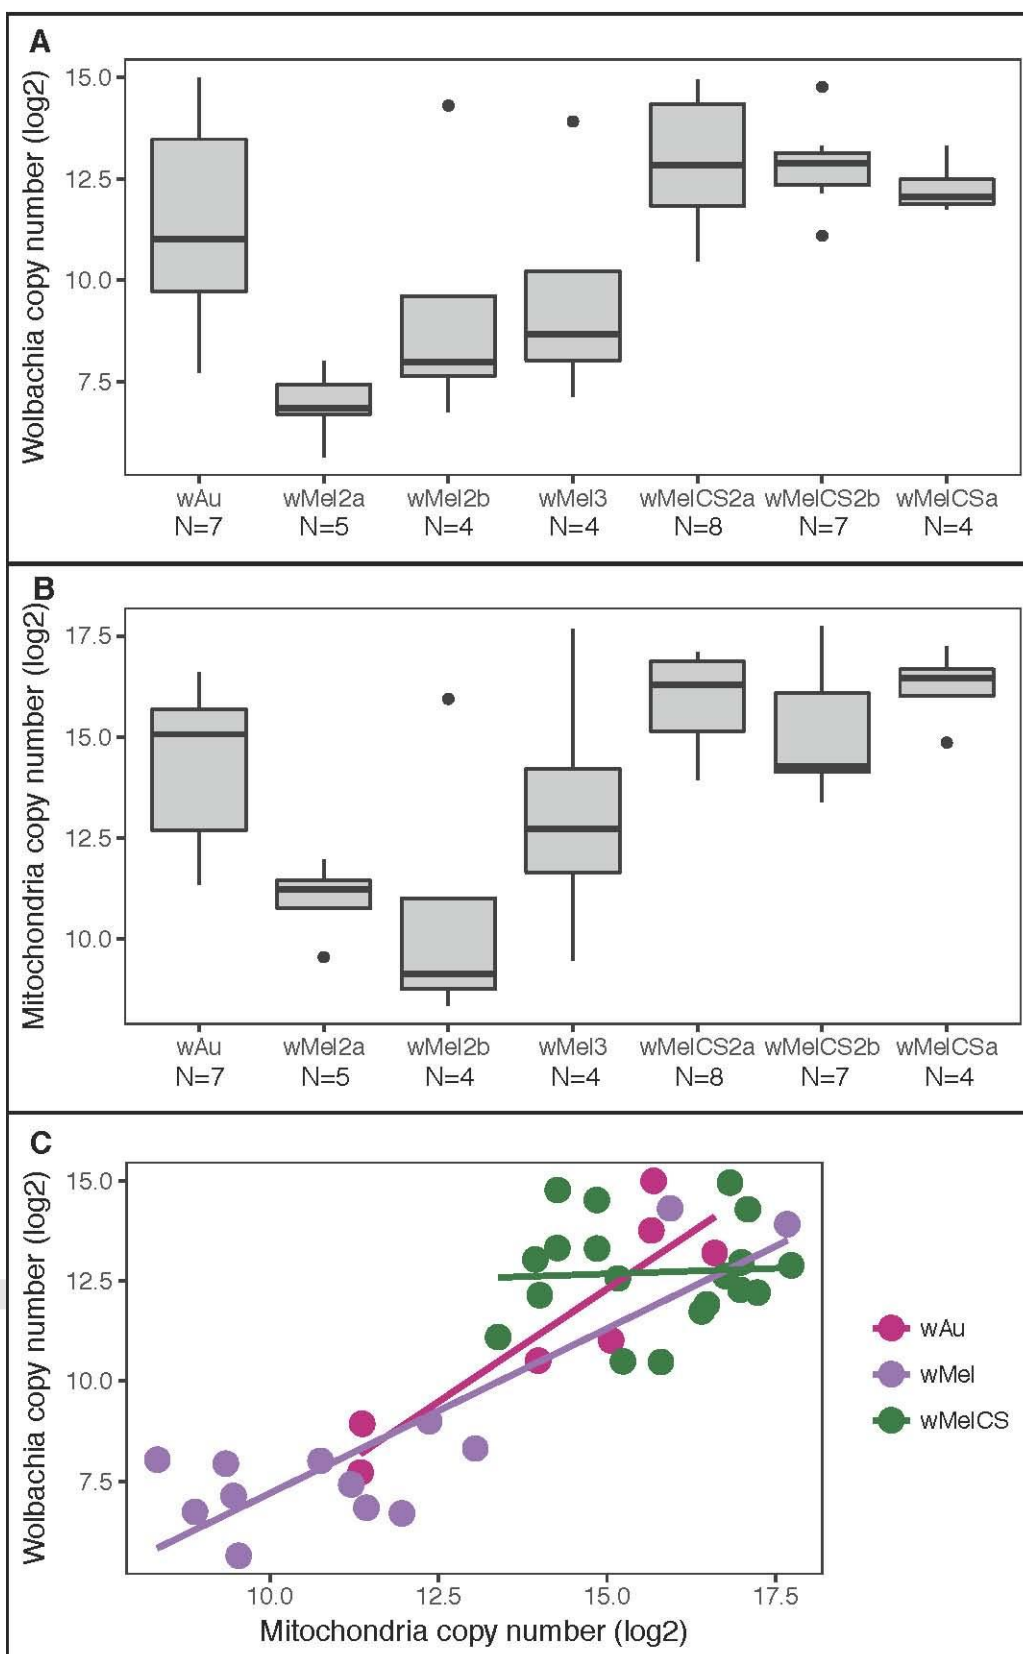 A
Wolbachia copy number (log2)
15.0
12.5
10.0
7.5
wAu wMel2a wMel2b wMel3 wMelCS2a wMelCS2b wMelCSa
N=7 N=5 N=4 N=4 N=8 N=7 N=4
B
Mitochondria copy number (log2)
17.5
15.0
12.5
10.0
wAu wMel2a wMel2b wMel3 wMelCS2a wMelCS2b wMelCSa
N=7 N=5 N=4 N=4 N=8 N=7 N=4
C
Wolbachia copy number (log2)
15.0
12.5
10.0
7.5
10.0 12.5 15.0 17.5
Mitochondria copy number (log2)
wAu
wMel
wMelCS